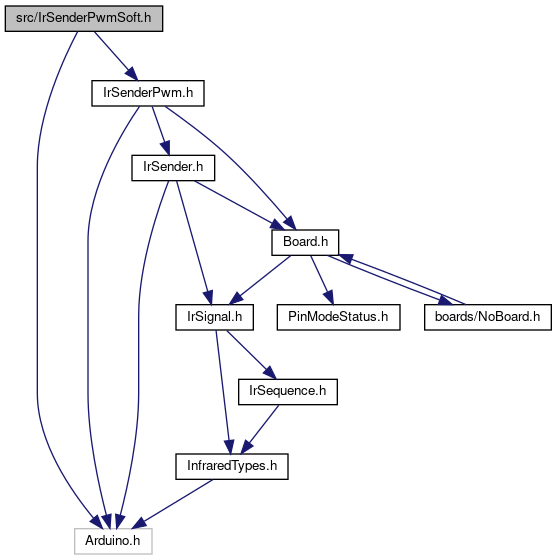 src/IrSenderPwmSoft.h
IrSenderPwm.h
IrSender.h
Board.h
IrSignal.h
PinModeStatus.h
boards/NoBoard.h
IrSequence.h
InfraredTypes.h
Arduino.h